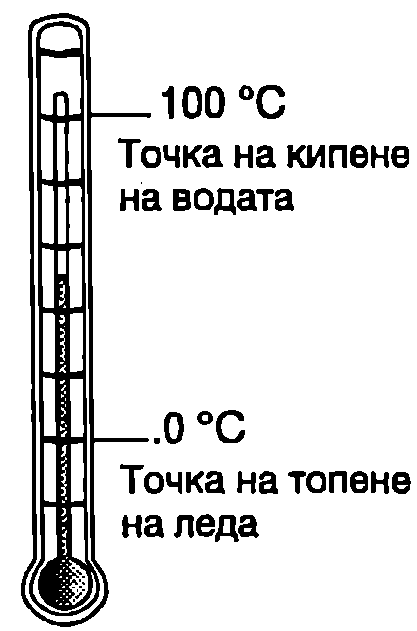 100 °C
Точка на кипене
на водата
.0 °C
Точка на топене
на леда